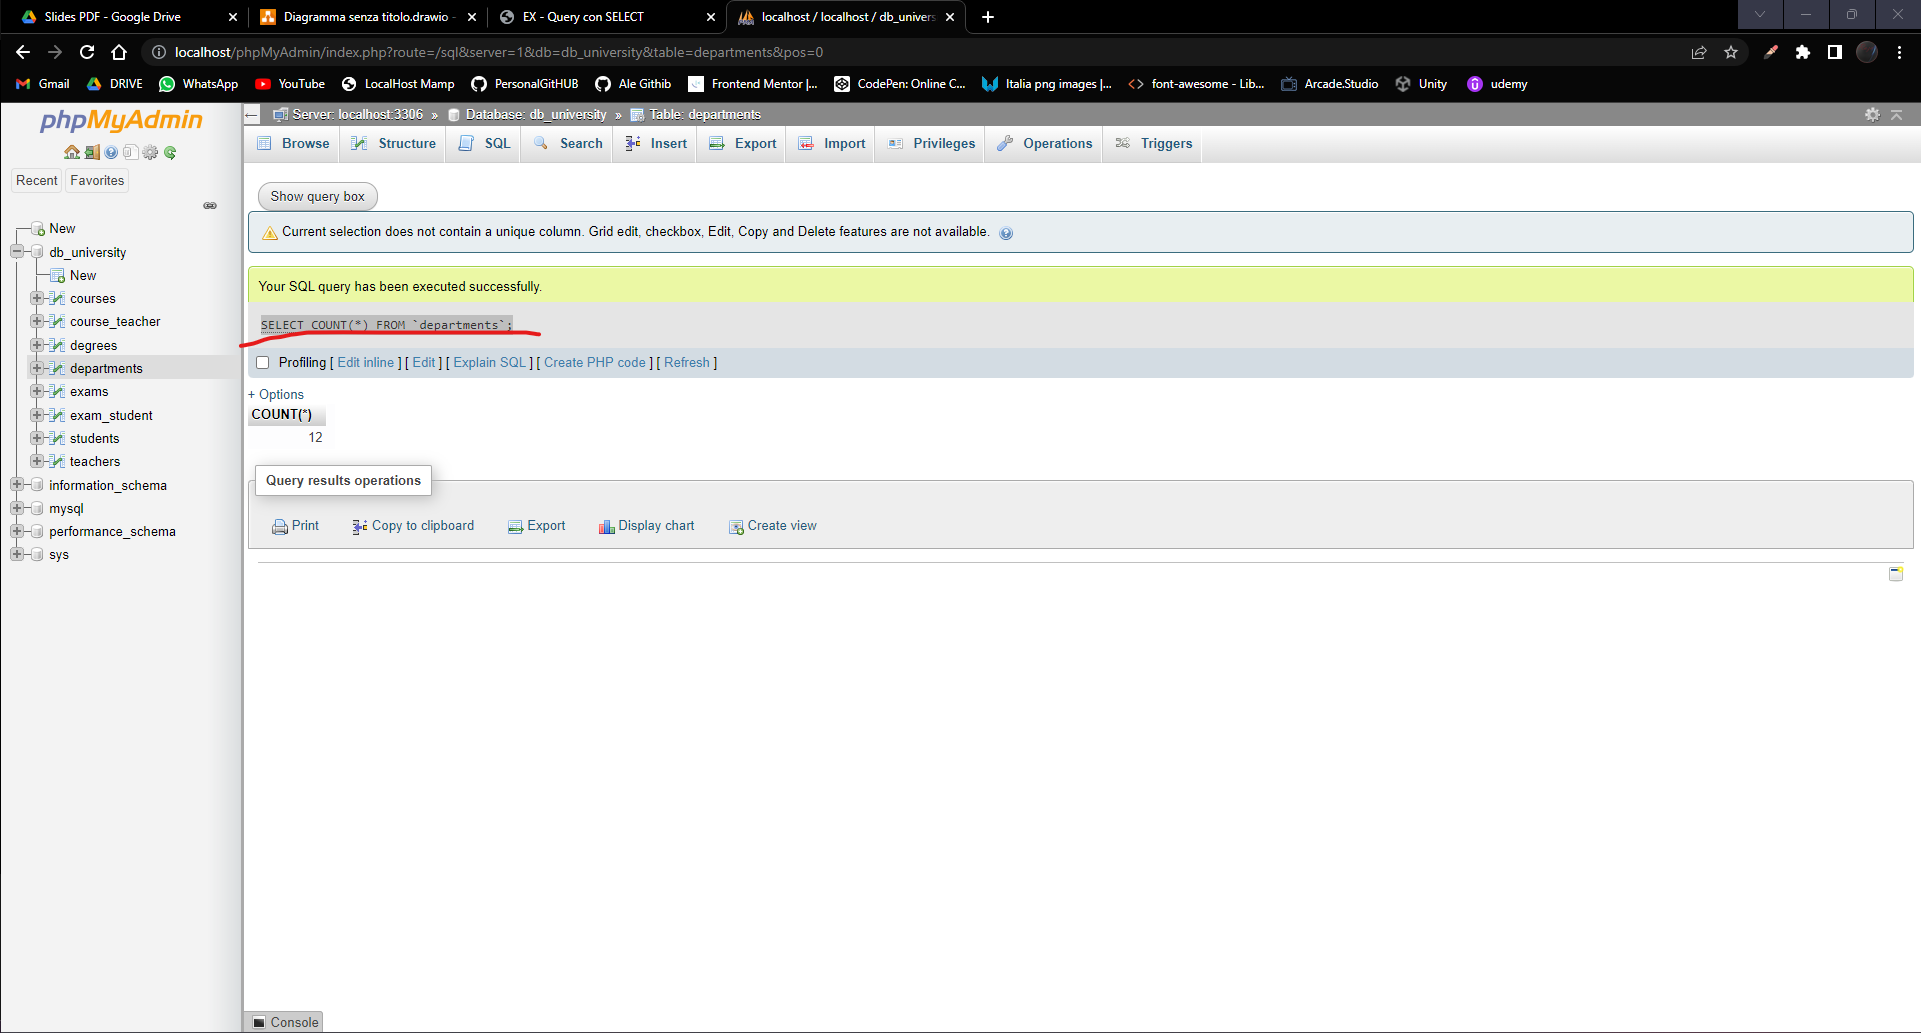 Slides PDF - Google Drive
Diagramma senza titolo.drawio -
EX - Query con SELECT
localhost / localhost / db_univers
localhost/phpMyAdmin/index.php?route=/sql&server=1&db=db_university&table=departments&pos=0
Gmail DRIVE WhatsApp YouTube LocalHost Mamp PersonalGitHUB Ale Githib Frontend Mentor |... CodePen: Online C... Italia png images |... font-awesome - Lib... Arcade.Studio Unity udemy
phpMyAdmin
Recent Favorites
New
db_university
New
courses
course_teacher
degrees
departments
exams
exam_student
students
teachers
information_schema
mysql
performance_schema
sys
Server: localhost:3306 » Database: db_university » Table: departments
Browse Structure SQL Search Insert Export Import Privileges Operations Triggers
Show query box
Current selection does not contain a unique column. Grid edit, checkbox, Edit, Copy and Delete features are not available.
Your SQL query has been executed successfully.
SELECT COUNT(*) FROM `departments`;
Profiling [ Edit inline ] [ Edit ] [ Explain SQL ] [ Create PHP code ] [ Refresh ]
+ Options
COUNT(*)
12
Query results operations
Print Copy to clipboard Export Display chart Create view
Console